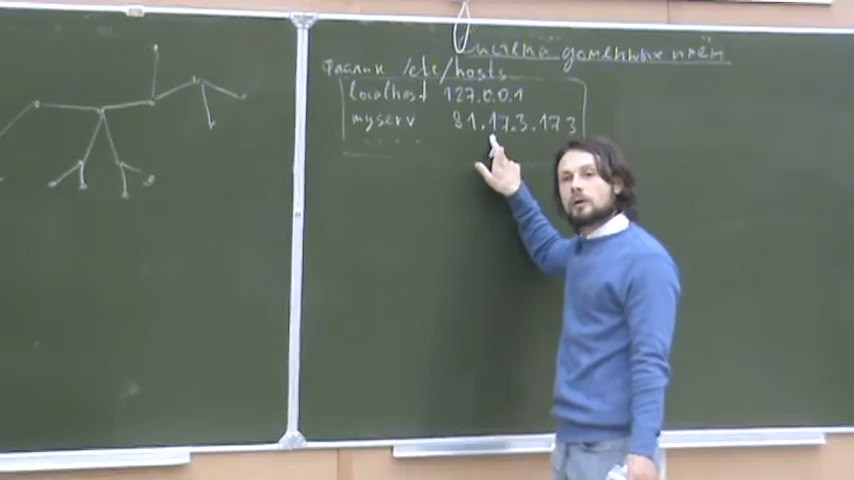 Система доменных имён
Файлик /etc/hosts
localhost 127.0.0.1
myserv 81.17.3.173
. . . .